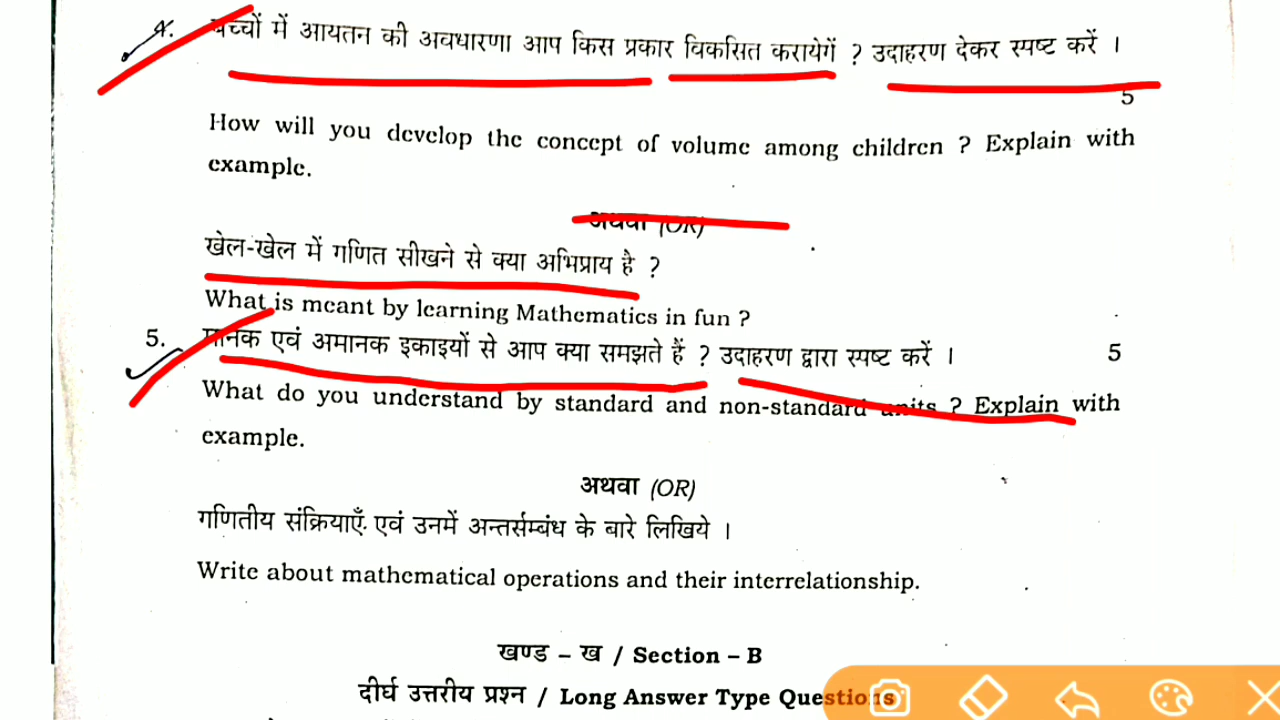 4. बच्चों में आयतन की अवधारणा आप किस प्रकार विकसित करायेगें ? उदाहरण देकर स्पष्ट करें ।
5
How will you develop the concept of volume among children ? Explain with
example.
अथवा (OR)
खेल-खेल में गणित सीखने से क्या अभिप्राय है ?
What is meant by learning Mathematics in fun ?
5. मानक एवं अमानक इकाइयों से आप क्या समझते हैं ? उदाहरण द्वारा स्पष्ट करें । 5
What do you understand by standard and non-standard units ? Explain with
example.
अथवा (OR)
गणितीय संक्रियाएँ एवं उनमें अन्तर्सम्बंध के बारे लिखिये ।
Write about mathematical operations and their interrelationship.
खण्ड – ख / Section – B
दीर्घ उत्तरीय प्रश्न / Long Answer Type Questions